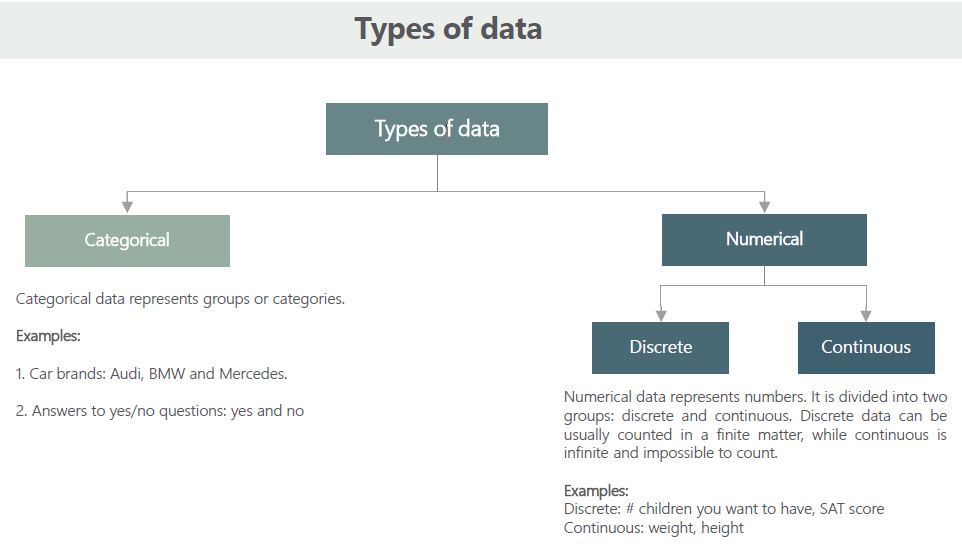 Types of data
Types of data
Categorical
Numerical
Categorical data represents groups or categories.
Examples:
1. Car brands: Audi, BMW and Mercedes.
2. Answers to yes/no questions: yes and no
Discrete
Continuous
Numerical data represents numbers. It is divided into two
groups: discrete and continuous. Discrete data can be
usually counted in a finite matter, while continuous is
infinite and impossible to count.
Examples:
Discrete: # children you want to have, SAT score
Continuous: weight, height